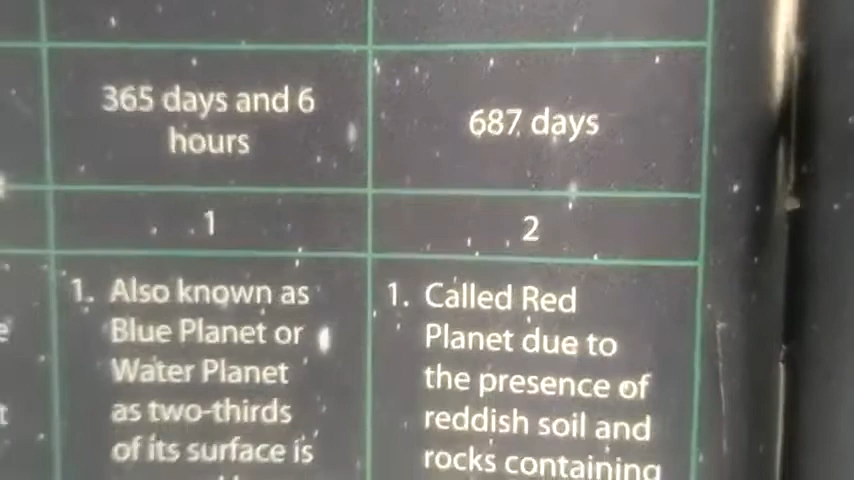 365 days and 6
hours
687 days
1
2
1. Also known as
Blue Planet or
Water Planet
as two-thirds
of its surface is
1. Called Red
Planet due to
the presence of
reddish soil and
rocks containing